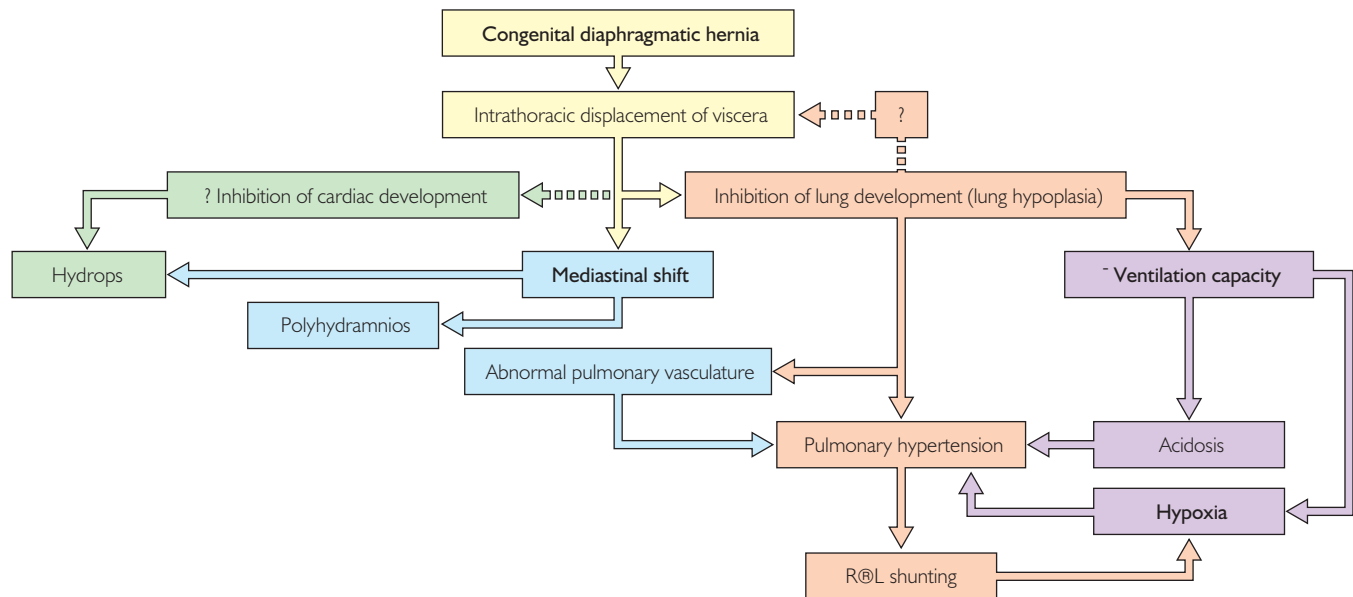 Congenital diaphragmatic hernia
Intrathoracic displacement of viscera
?
? Inhibition of cardiac development
Inhibition of lung development (lung hypoplasia)
Hydrops
Mediastinal shift
¯ Ventilation capacity
Polyhydramnios
Abnormal pulmonary vasculature
Pulmonary hypertension
Acidosis
Hypoxia
R®L shunting